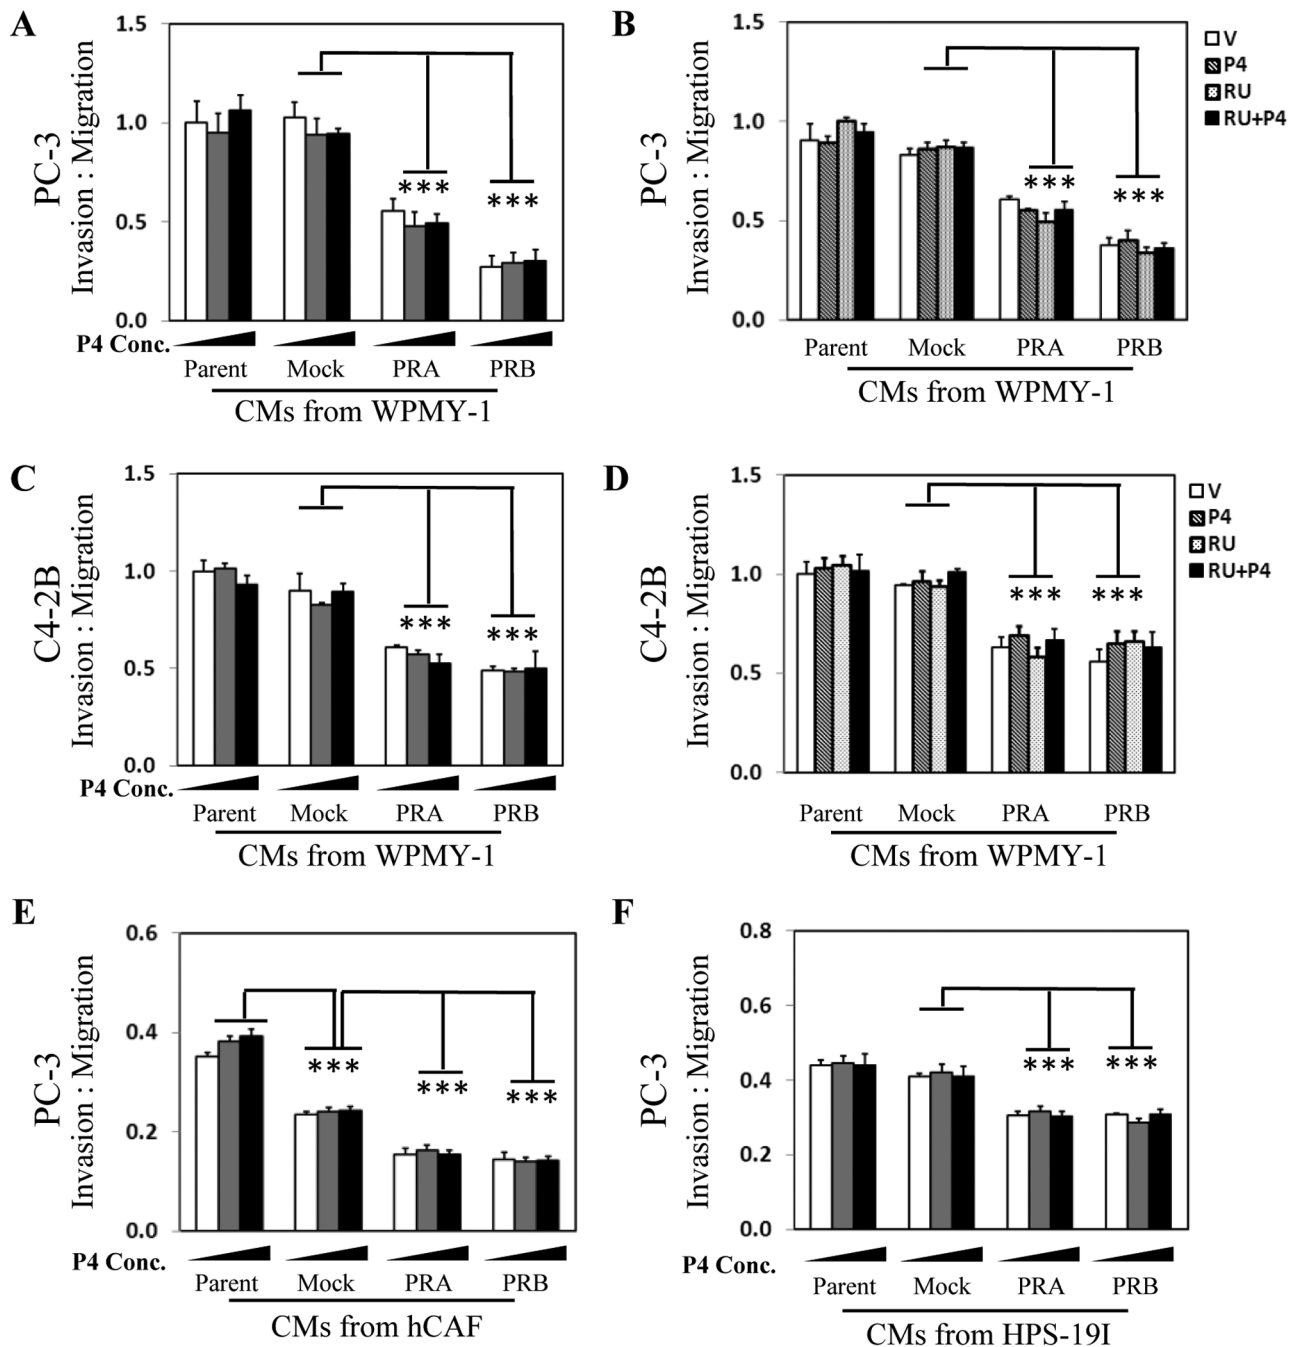 A
PC-3
Invasion : Migration
1.5
1.0
0.5
0.0
***
***
P4 Conc.
Parent Mock PRA PRB
CMs from WPMY-1
B
PC-3
Invasion : Migration
1.5
1.0
0.5
0.0
***
***
V
P4
RU
RU+P4
Parent Mock PRA PRB
CMs from WPMY-1
C
C4-2B
Invasion : Migration
1.5
1.0
0.5
0.0
***
***
P4 Conc.
Parent Mock PRA PRB
CMs from WPMY-1
D
C4-2B
Invasion : Migration
1.5
1.0
0.5
0.0
***
***
V
P4
RU
RU+P4
Parent Mock PRA PRB
CMs from WPMY-1
E
PC-3
Invasion : Migration
0.6
0.4
0.2
0.0
***
***
***
P4 Conc.
Parent Mock PRA PRB
CMs from hCAF
F
PC-3
Invasion : Migration
0.8
0.6
0.4
0.2
0.0
***
***
P4 Conc.
Parent Mock PRA PRB
CMs from HPS-19I